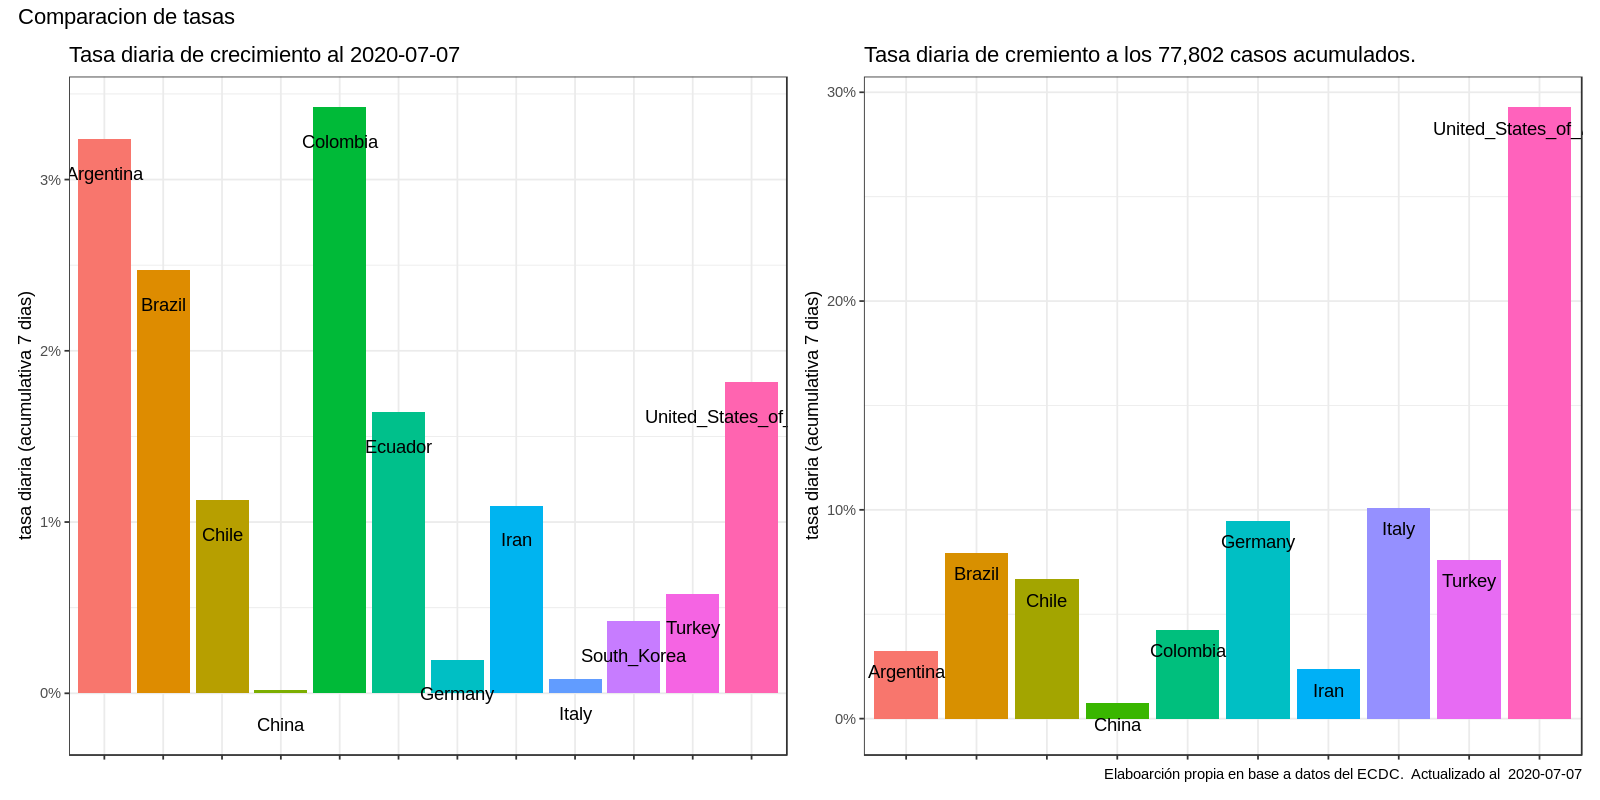 Comparacion de tasas
Tasa diaria de crecimiento al 2020-07-07
tasa diaria (acumulativa 7 dias)
3%
2%
1%
0%
Argentina
Brazil
Chile
China
Colombia
Ecuador
Germany
Iran
Italy
South_Korea
Turkey
United_States_of_
Tasa diaria de cremiento a los 77,802 casos acumulados.
tasa diaria (acumulativa 7 dias)
30%
20%
10%
0%
Argentina
Brazil
Chile
China
Colombia
Germany
Iran
Italy
Turkey
United_States_of_
Elaboarción propia en base a datos del ECDC. Actualizado al 2020-07-07